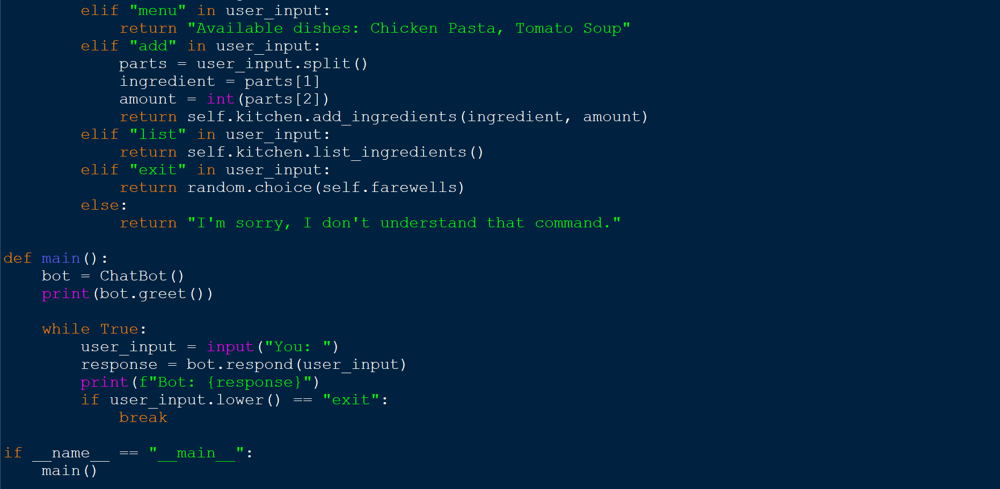 elif "menu" in user_input:
return "Available dishes: Chicken Pasta, Tomato Soup"
elif "add" in user_input:
parts = user_input.split()
ingredient = parts[1]
amount = int(parts[2])
return self.kitchen.add_ingredients(ingredient, amount)
elif "list" in user_input:
return self.kitchen.list_ingredients()
elif "exit" in user_input:
return random.choice(self.farewells)
else:
return "I'm sorry, I don't understand that command."
def main():
bot = ChatBot()
print(bot.greet())
while True:
user_input = input("You: ")
response = bot.respond(user_input)
print(f"Bot: {response}")
if user_input.lower() == "exit":
break
if __name__ == "__main__":
main()